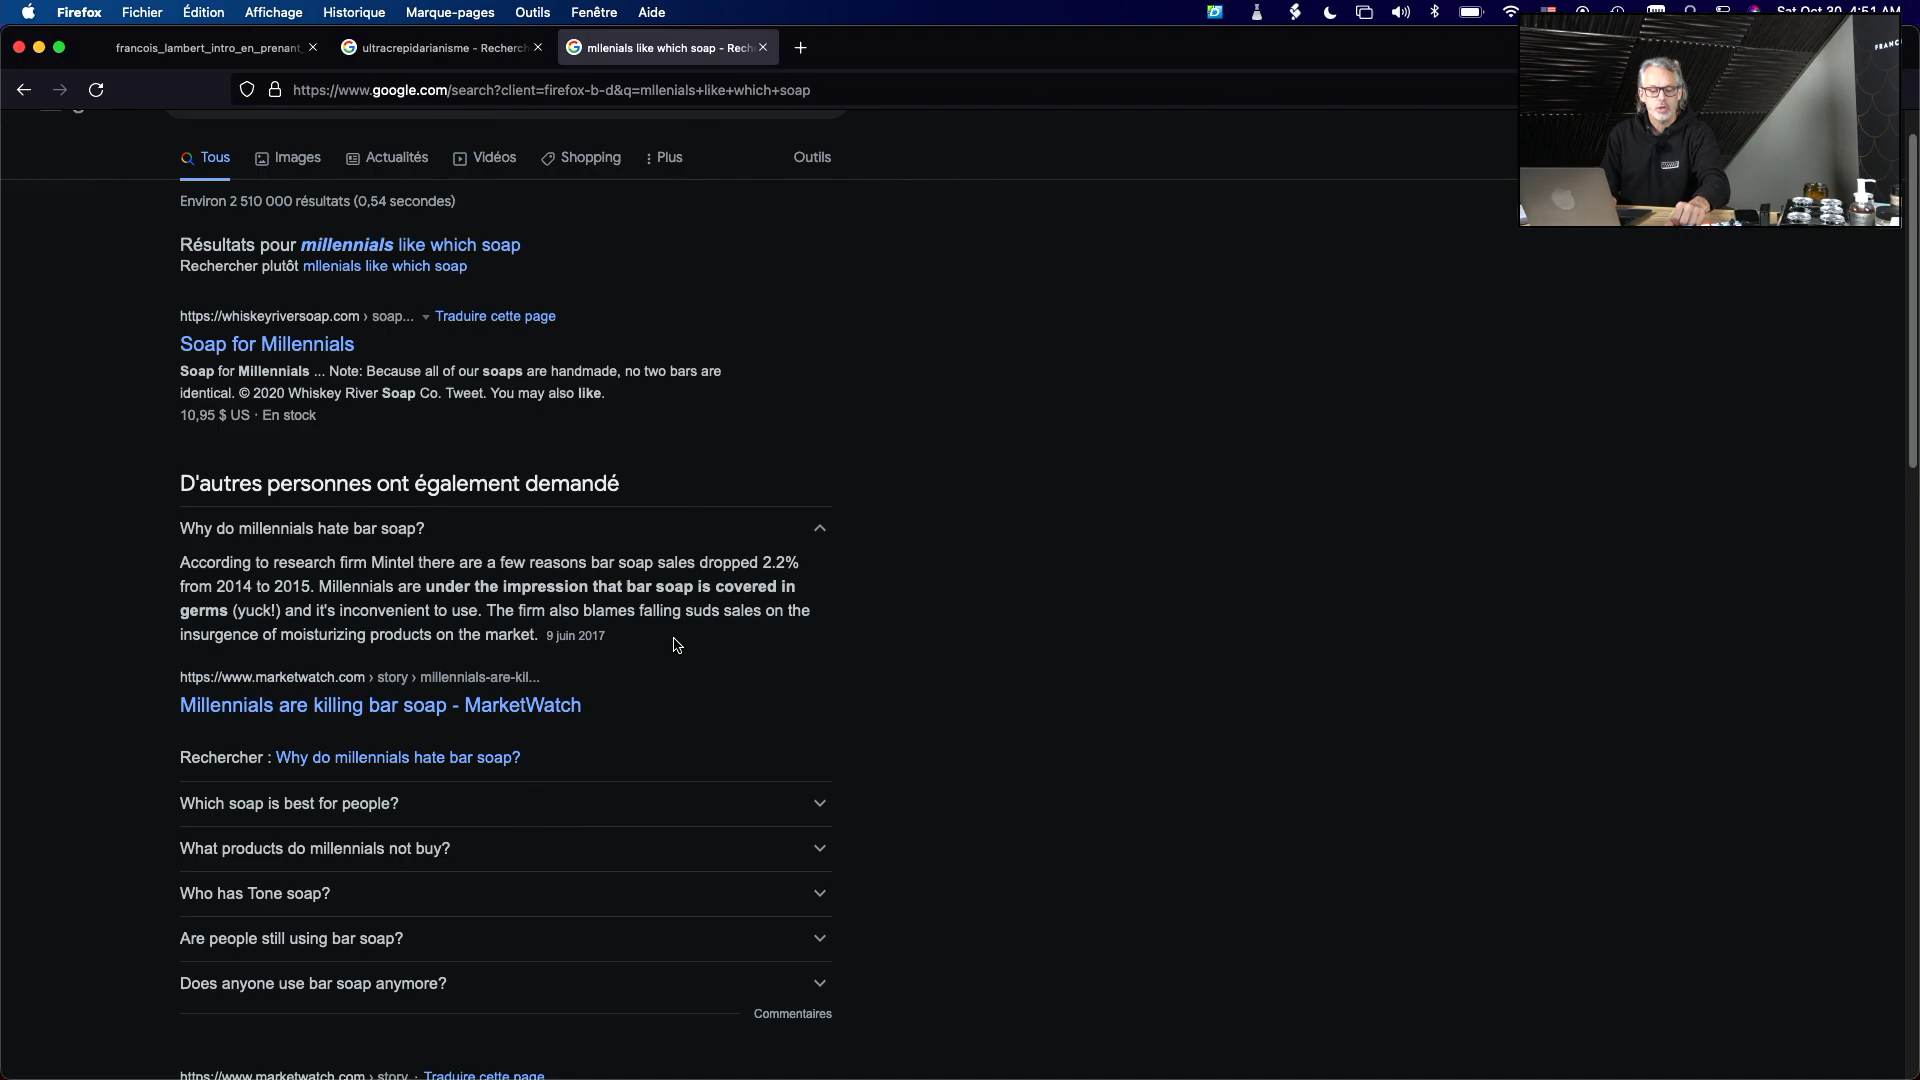 Firefox Fichier Édition Affichage Historique Marque-pages Outils Fenêtre Aide
Sat Oct 30 4:51 AM
francois_lambert_intro_en_prenant_
ultracrepidarianisme - Recherch
mllenials like which soap - Rech
https://www.google.com/search?client=firefox-b-d&q=mllenials+like+which+soap
FRANC
Tous Images Actualités Vidéos Shopping Plus Outils
Environ 2 510 000 résultats (0,54 secondes)
Résultats pour millennials like which soap
Rechercher plutôt mllenials like which soap
https://whiskeyriversoap.com › soap... Traduire cette page
Soap for Millennials
Soap for Millennials ... Note: Because all of our soaps are handmade, no two bars are
identical. © 2020 Whiskey River Soap Co. Tweet. You may also like.
10,95 $ US · En stock
D'autres personnes ont également demandé
Why do millennials hate bar soap?
According to research firm Mintel there are a few reasons bar soap sales dropped 2.2%
from 2014 to 2015. Millennials are under the impression that bar soap is covered in
germs (yuck!) and it's inconvenient to use. The firm also blames falling suds sales on the
insurgence of moisturizing products on the market. 9 juin 2017
https://www.marketwatch.com › story › millennials-are-kil...
Millennials are killing bar soap - MarketWatch
Rechercher : Why do millennials hate bar soap?
Which soap is best for people?
What products do millennials not buy?
Who has Tone soap?
Are people still using bar soap?
Does anyone use bar soap anymore?
Commentaires
https://www.marketwatch.com › story · Traduire cette page